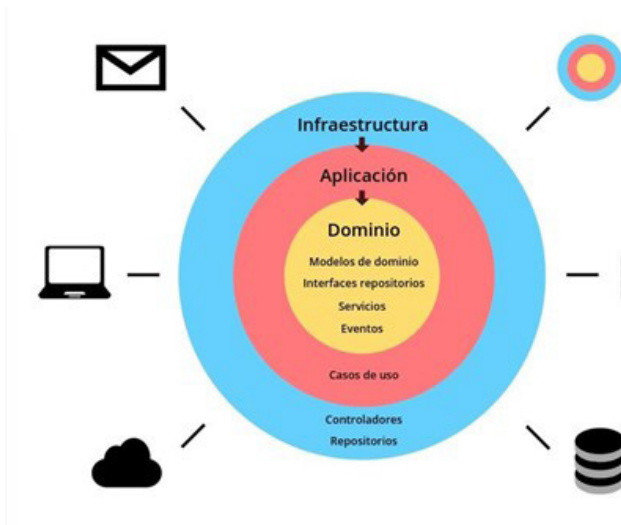 Infraestructura
Aplicación
Dominio
Modelos de dominio
Interfaces repositorios
Servicios
Eventos
Casos de uso
Controladores
Repositorios